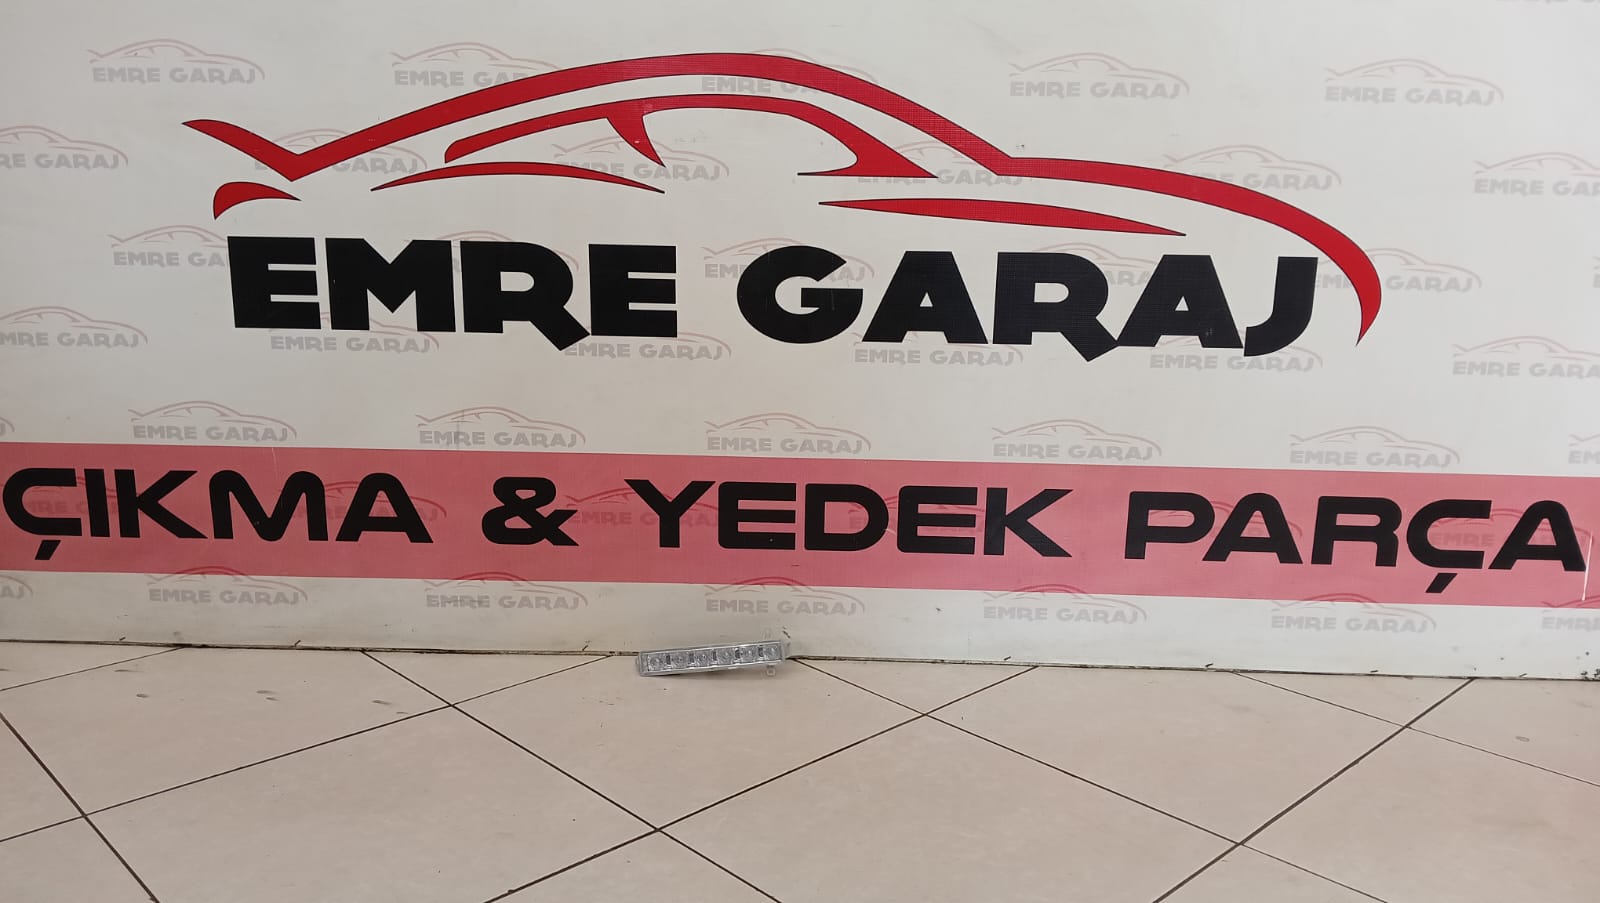 EMRE GARAJ
ÇIKMA & YEDEK PARÇA